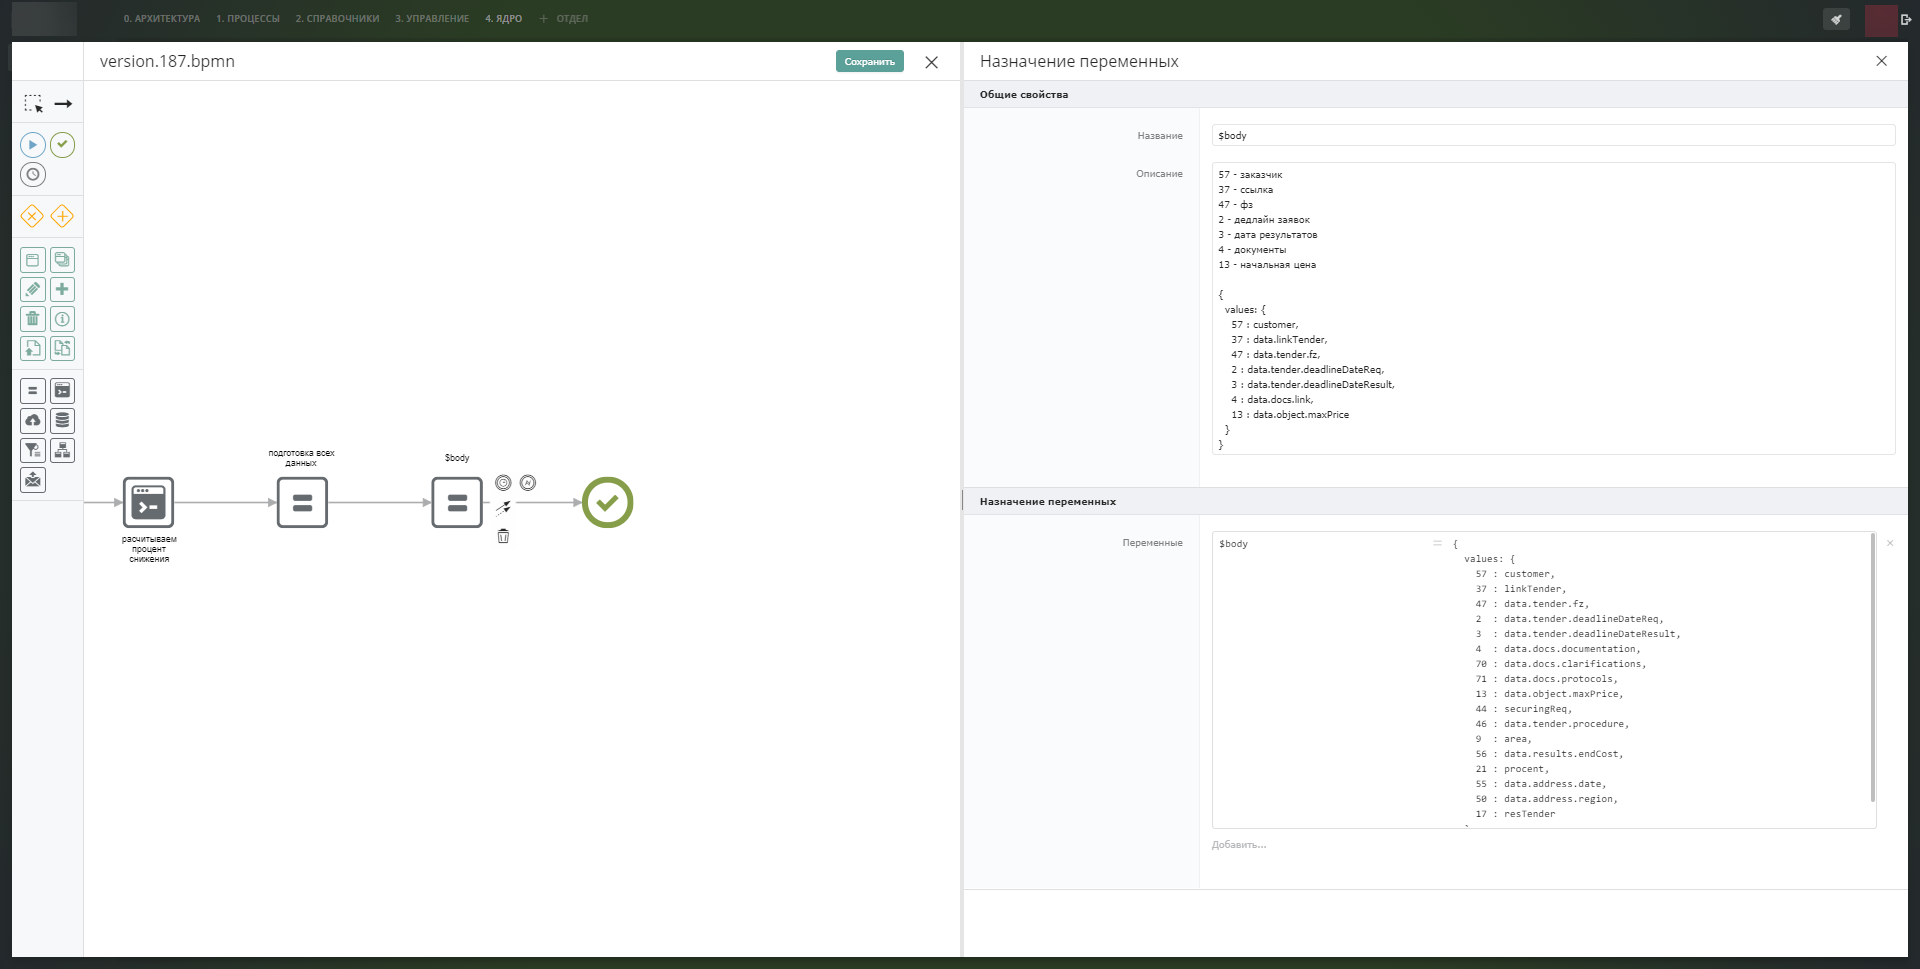 0. АРХИТЕКТУРА 1. ПРОЦЕССЫ 2. СПРАВОЧНИКИ 3. УПРАВЛЕНИЕ 4. ЯДРО + ОТДЕЛ
version.187.bpmn
Сохранить
подготовка всех
данных
$body
расчитываем
процент
снижения
Назначение переменных
Общие свойства
Название
$body
Описание
57 - заказчик
37 - ссылка
47 - фз
2 - дедлайн заявок
3 - дата результатов
4 - документы
13 - начальная цена
{
values: {
57 : customer,
37 : data.linkTender,
47 : data.tender.fz,
2 : data.tender.deadlineDateReq,
3 : data.tender.deadlineDateResult,
4 : data.docs.link,
13 : data.object.maxPrice
}
}
Назначение переменных
Переменные
$body = {
values: {
57 : customer,
37 : linkTender,
47 : data.tender.fz,
2 : data.tender.deadlineDateReq,
3 : data.tender.deadlineDateResult,
4 : data.docs.documentation,
70 : data.docs.clarifications,
71 : data.docs.protocols,
13 : data.object.maxPrice,
44 : securingReq,
46 : data.tender.procedure,
9 : area,
56 : data.results.endCost,
21 : procent,
55 : data.address.date,
50 : data.address.region,
17 : resTender
Добавить...